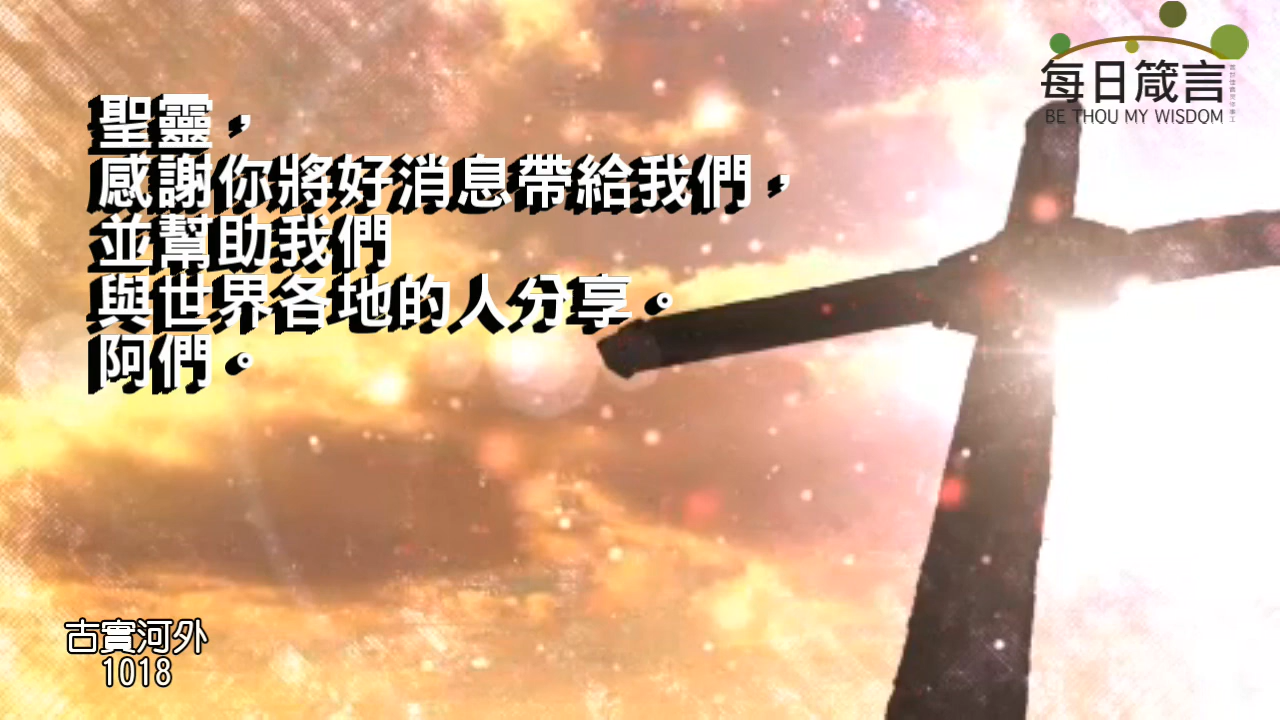 聖靈，
感謝你將好消息帶給我們，
並幫助我們
與世界各地的人分享。
阿們。
每日箴言
BE THOU MY WISDOM
古實河外
1018